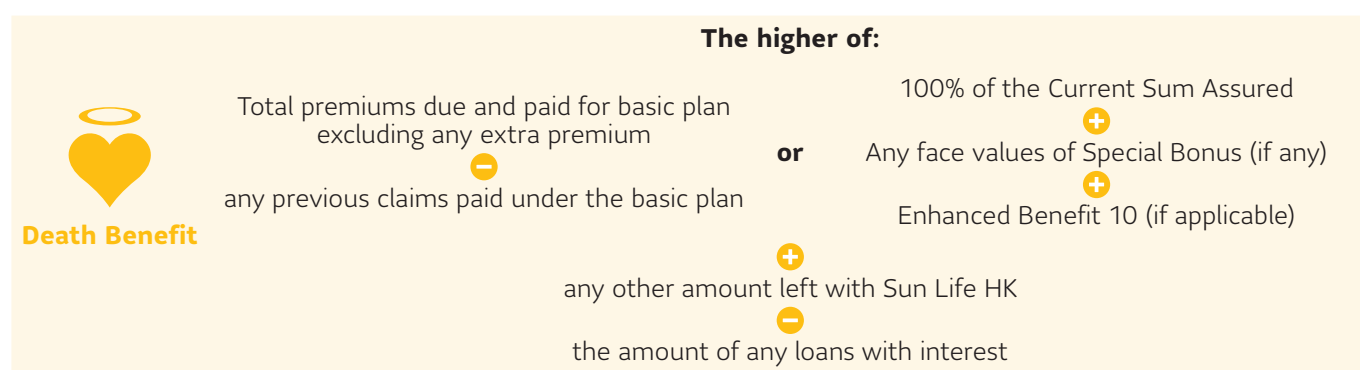 The higher of:
Death Benefit
Total premiums due and paid for basic plan
excluding any extra premium
−
any previous claims paid under the basic plan
or
100% of the Current Sum Assured
+
Any face values of Special Bonus (if any)
+
Enhanced Benefit 10 (if applicable)
+
any other amount left with Sun Life HK
−
the amount of any loans with interest